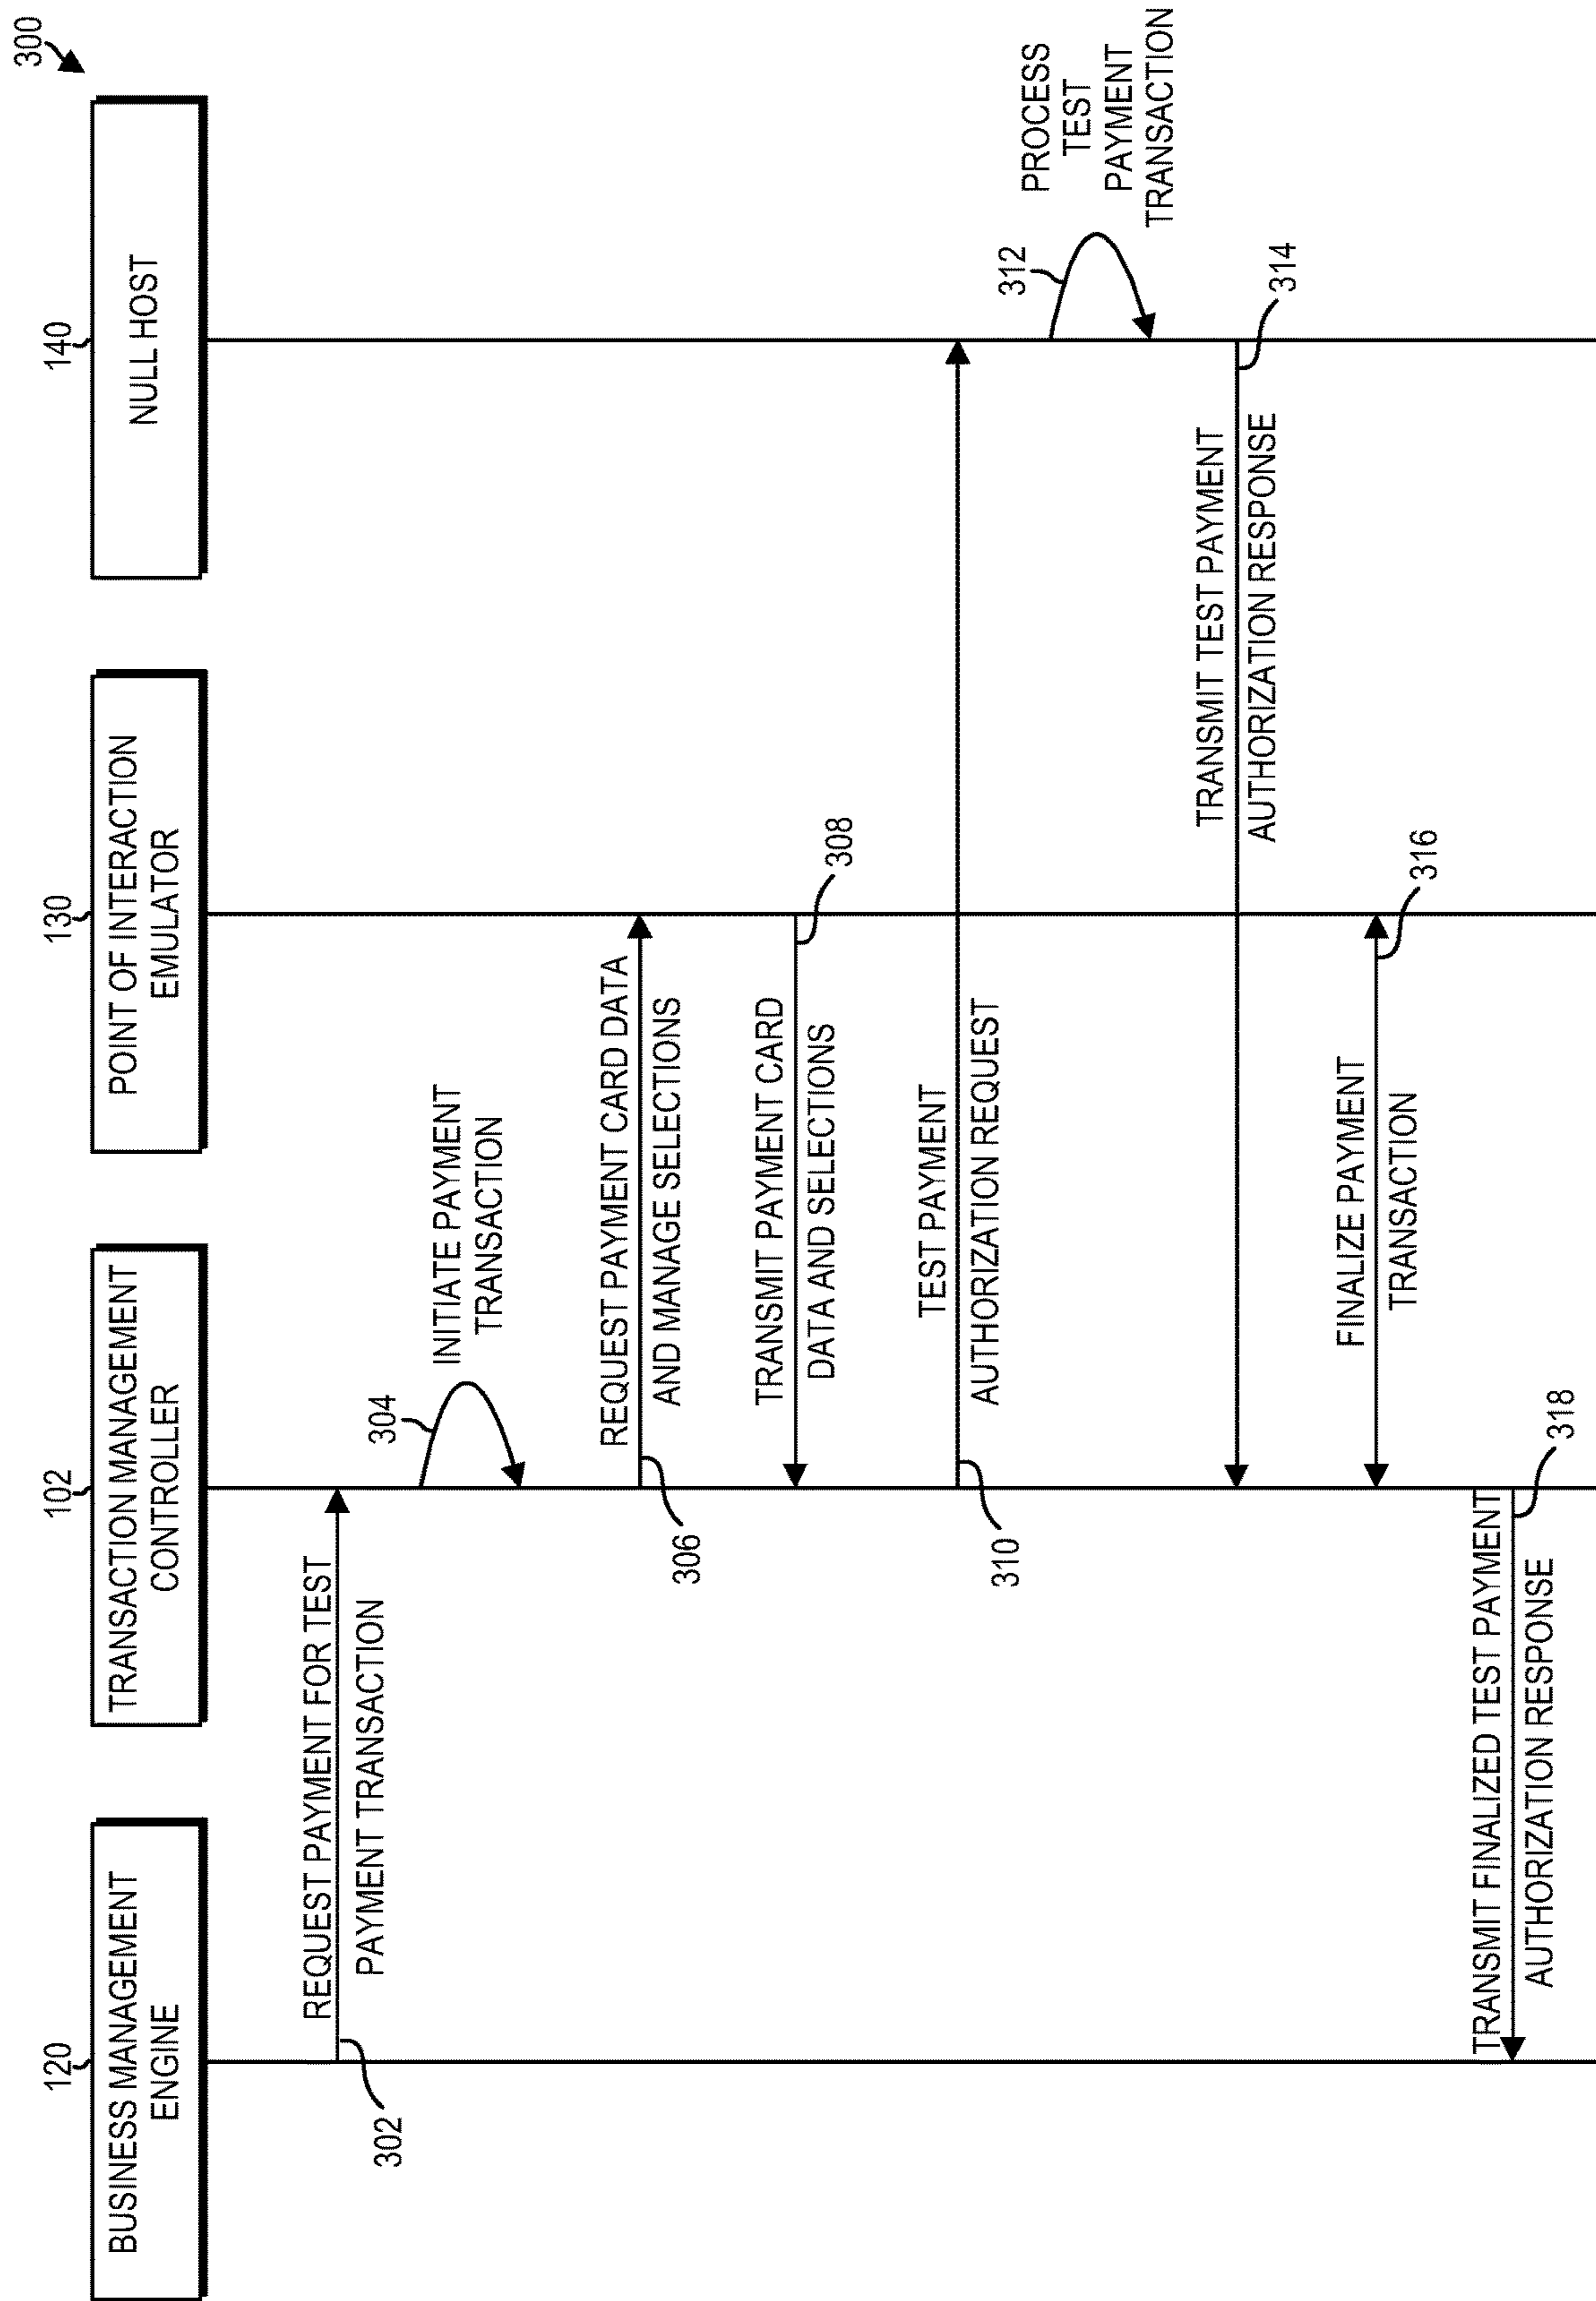 300
120
BUSINESS MANAGEMENT
ENGINE
102
TRANSACTION MANAGEMENT
CONTROLLER
130
POINT OF INTERACTION
EMULATOR
140
NULL HOST
REQUEST PAYMENT FOR TEST
PAYMENT TRANSACTION
302
304
INITIATE PAYMENT
TRANSACTION
REQUEST PAYMENT CARD DATA
AND MANAGE SELECTIONS
306
TRANSMIT PAYMENT CARD
DATA AND SELECTIONS
308
TEST PAYMENT
AUTHORIZATION REQUEST
310
312
PROCESS
TEST
PAYMENT
TRANSACTION
TRANSMIT TEST PAYMENT
AUTHORIZATION RESPONSE
314
FINALIZE PAYMENT
TRANSACTION
316
TRANSMIT FINALIZED TEST PAYMENT
AUTHORIZATION RESPONSE
318